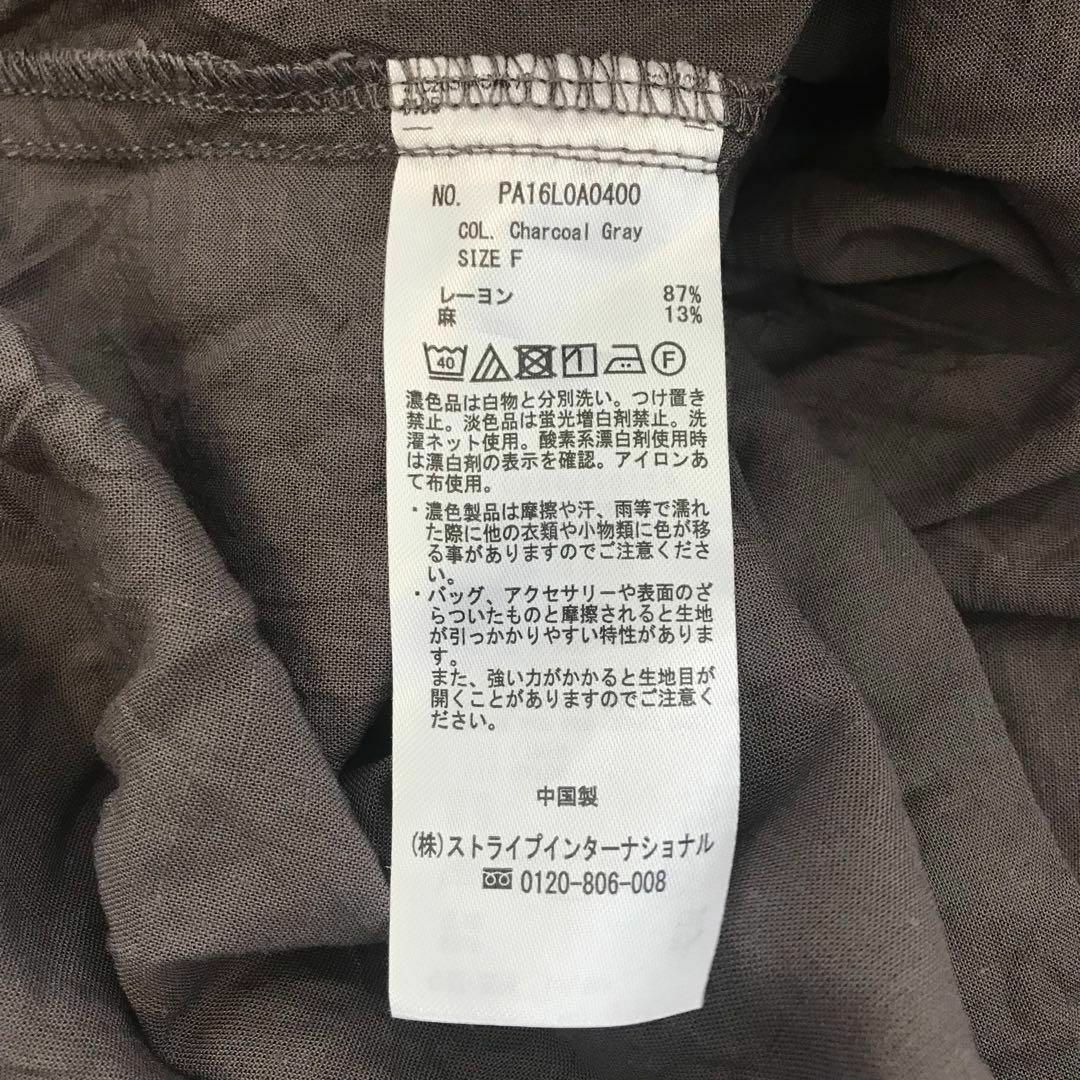 NO. PA16L0A0400
COL. Charcoal Gray
SIZE F
レーヨン 87%
麻 13%
40 F
濃色品は白物と分別洗い。つけ置き
禁止。淡色品は蛍光増白剤禁止。洗
濯ネット使用。酸素系漂白剤使用時
は漂白剤の表示を確認。アイロンあ
て布使用。
・濃色製品は摩擦や汗、雨等で濡れ
た際に他の衣類や小物類に色が移
る事がありますのでご注意くださ
い。
・バッグ、アクセサリーや表面のざ
らついたものと摩擦されると生地
が引っかかりやすい特性がありま
す。
また、強い力がかかると生地目が
開くことがありますのでご注意く
ださい。
中国製
(株)ストライプインターナショナル
0120-806-008